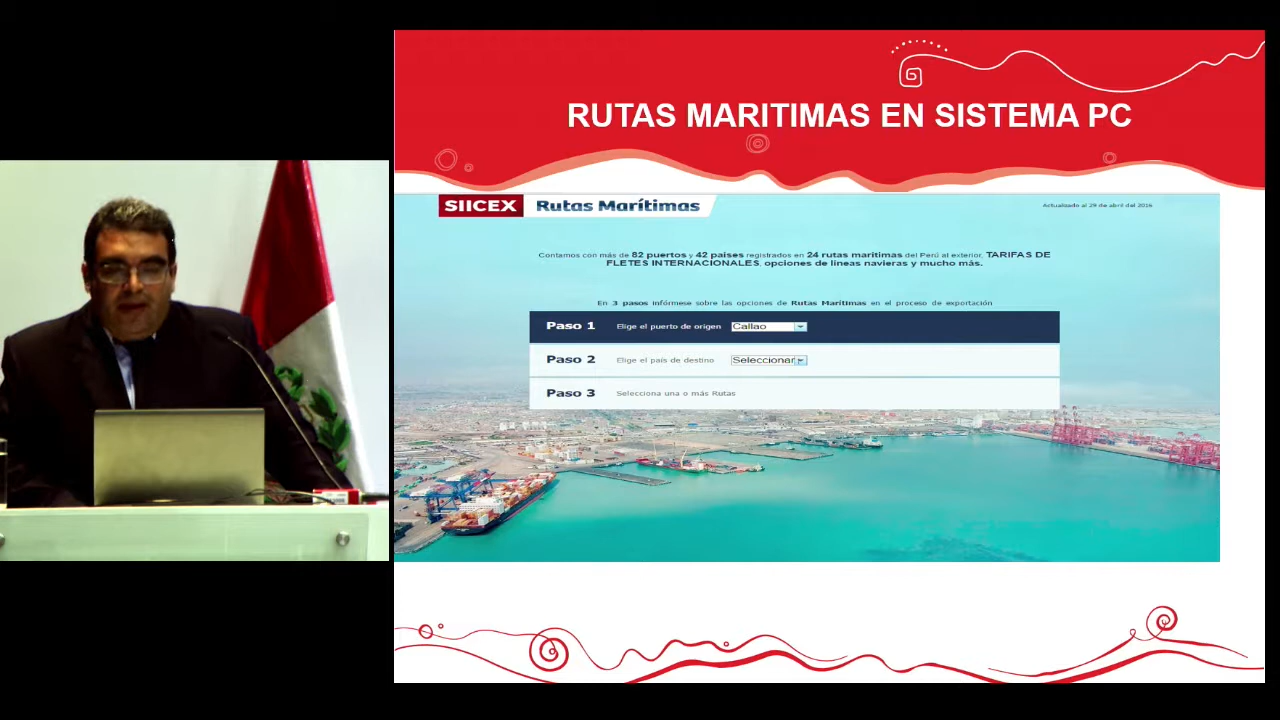 RUTAS MARITIMAS EN SISTEMA PC
SIICEX Rutas Marítimas
Actualizado al 29 de abril del 2016
Contamos con más de 82 puertos y 42 países registrados en 24 rutas marítimas del Perú al exterior, TARIFAS DE
FLETES INTERNACIONALES, opciones de líneas navieras y mucho más.
En 3 pasos infórmese sobre las opciones de Rutas Marítimas en el proceso de exportación
Paso 1 Elige el puerto de origen Callao
Paso 2 Elige el país de destino Seleccionar
Paso 3 Selecciona una o más Rutas